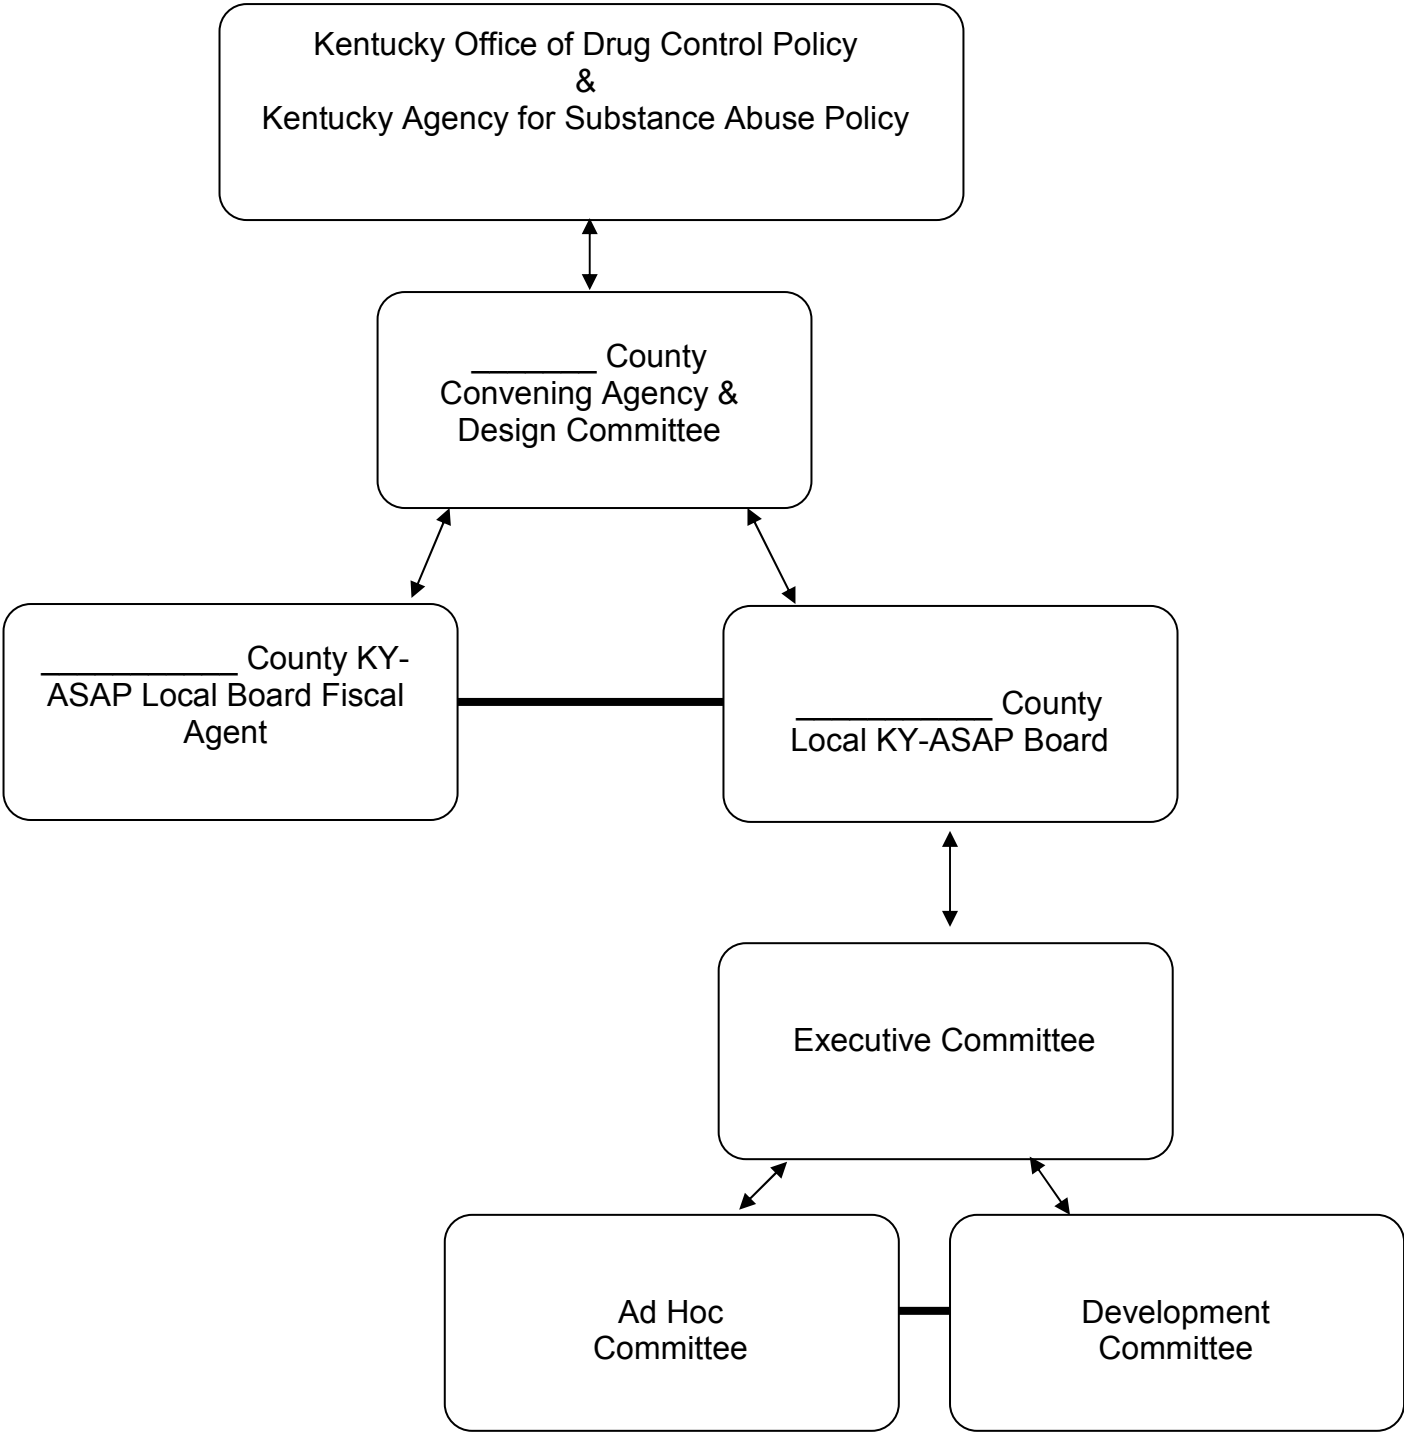 Kentucky Office of Drug Control Policy
&
Kentucky Agency for Substance Abuse Policy
_______ County
Convening Agency &
Design Committee
___________ County KY-
ASAP Local Board Fiscal
Agent
___________ County
Local KY-ASAP Board
Executive Committee
Ad Hoc
Committee
Development
Committee